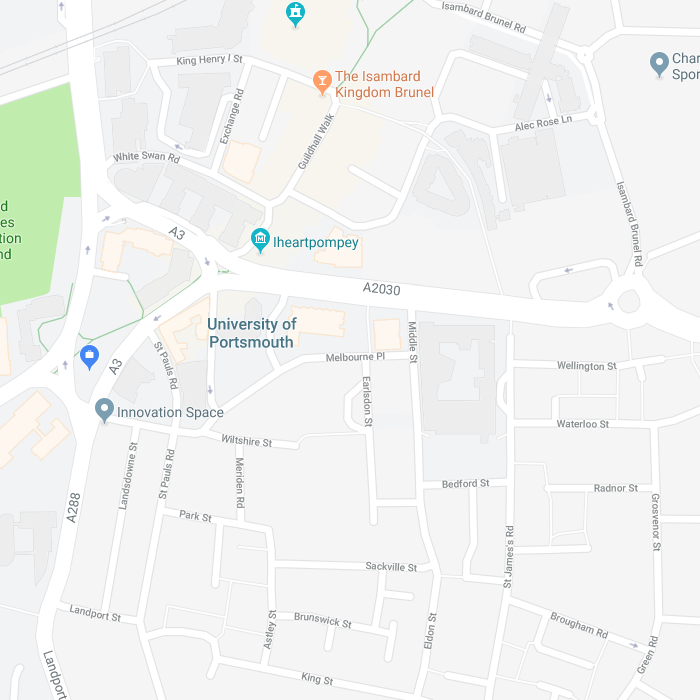 Isambard Brunel Rd
King Henry I St
The Isambard
Kingdom Brunel
Char
Spor
Exchange Rd
Guildhall Walk
Alec Rose Ln
White Swan Rd
Isambard Brunel Rd
d
es
tion
nd
A3
Iheartpompey
A2030
University of
Portsmouth
A3
St Pauls Rd
Melbourne Pl
Middle St
Earlsdon St
Wellington St
Innovation Space
Waterloo St
Wiltshire St
Landsdowne St
St Pauls Rd
Meriden Rd
Bedford St
Radnor St
A288
Park St
Grosvenor St
St James's Rd
Sackville St
Landport St
Astley St
Brunswick St
Eldon St
Brougham Rd
Green Rd
Landport
King St